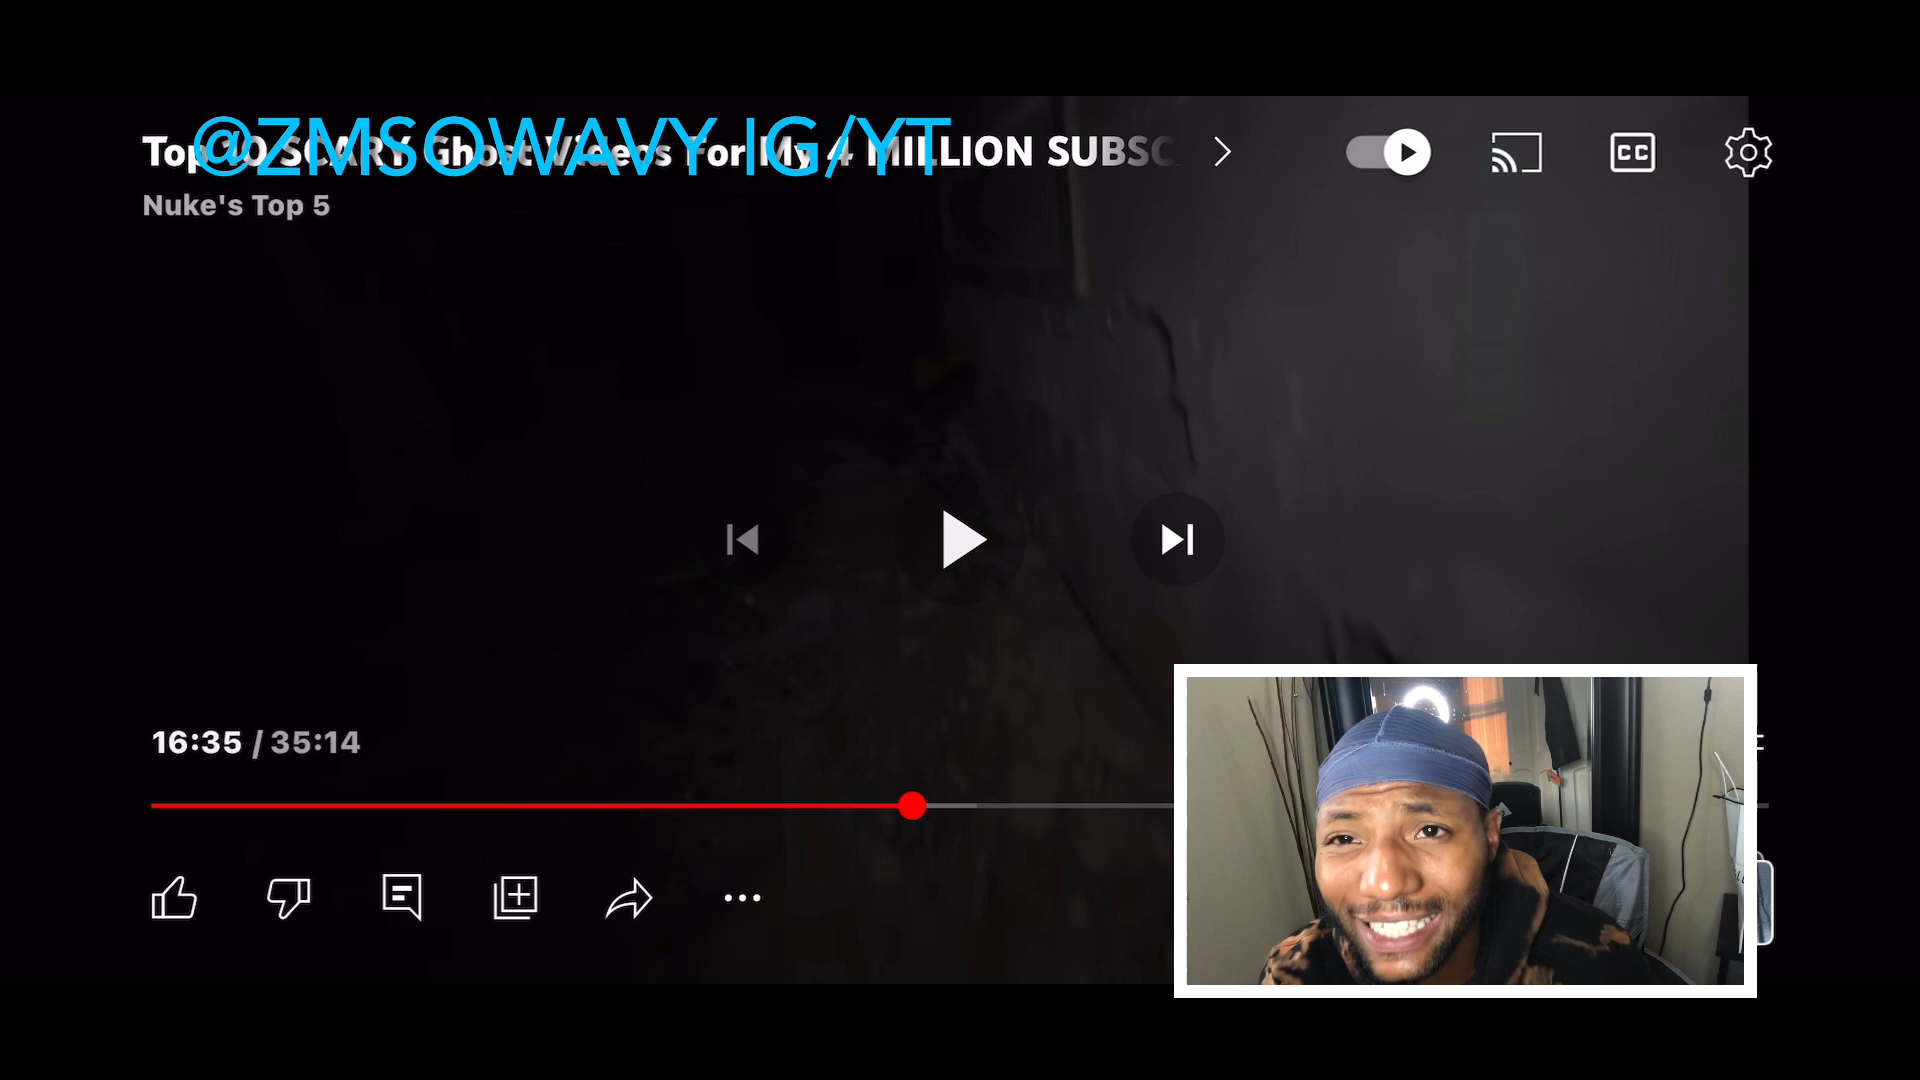 @ZMSOWAVY IG/YT
Top 10 SCARY Ghost Videos For My 4 MILLION SUBSC
Nuke's Top 5
CC
16:35 / 35:14